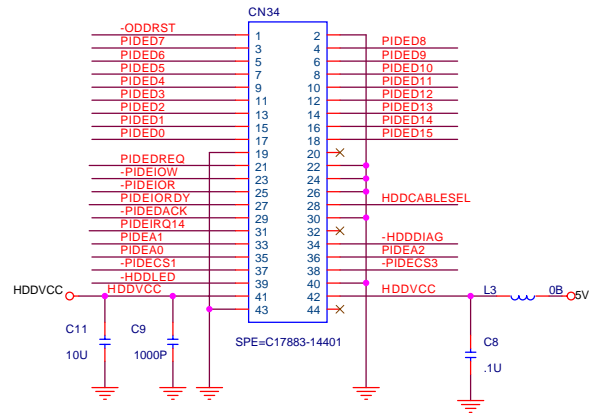 CN34
-ODDRST 1 2
PIDED7 3 4 PIDED8
PIDED6 5 6 PIDED9
PIDED5 7 8 PIDED10
PIDED4 9 10 PIDED11
PIDED3 11 12 PIDED12
PIDED2 13 14 PIDED13
PIDED1 15 16 PIDED14
PIDED0 17 18 PIDED15
19 20
PIDEDREQ 21 22
-PIDEIOW 23 24
-PIDEIOR 25 26
PIDEIORDY 27 28 HDDCABLESEL
-PIDEDACK 29 30
PIDEIRQ14 31 32
PIDEA1 33 34 -HDDDIAG
PIDEA0 35 36 PIDEA2
-PIDECS1 37 38 -PIDECS3
-HDDLED 39 40
HDDVCC HDDVCC 41 42 HDDVCC L3 0B 5V
43 44
C11 C9 SPE=C17883-14401 C8
10U 1000P .1U